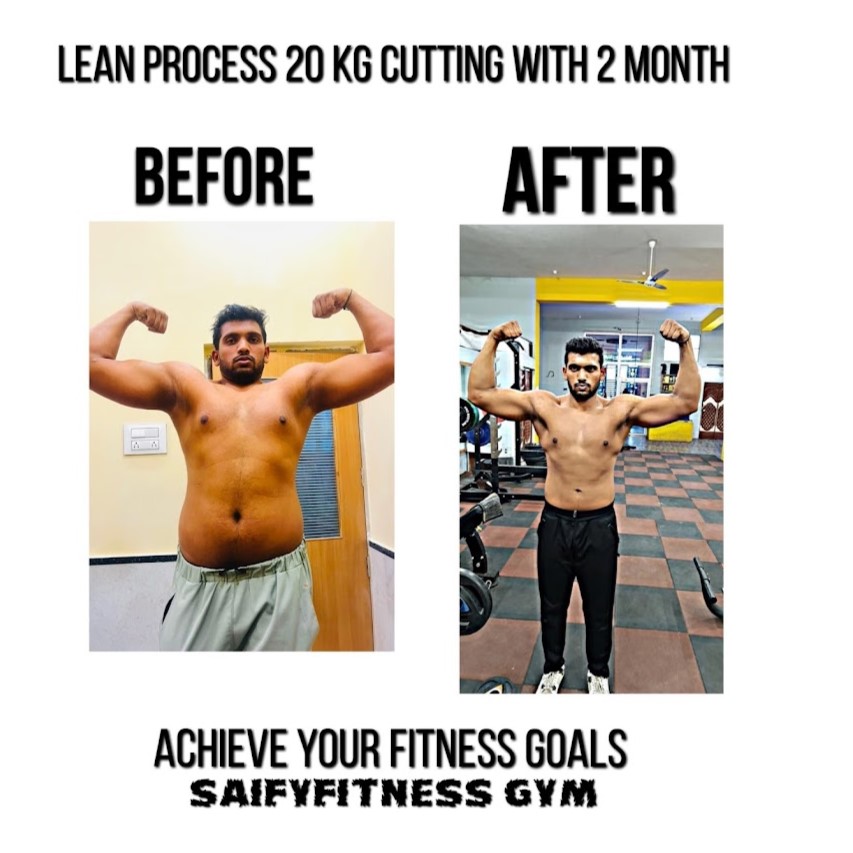 LEAN PROCESS 20 KG CUTTING WITH 2 MONTH
BEFORE
AFTER
ACHIEVE YOUR FITNESS GOALS
SAIFYFITNESS GYM